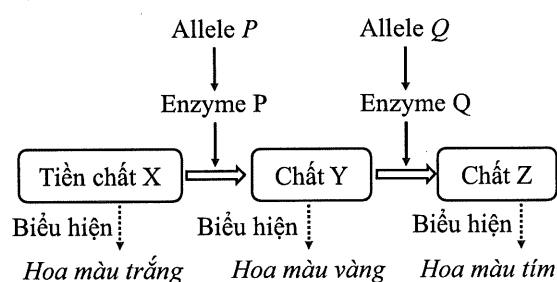 Allele P Allele Q
Enzyme P Enzyme Q
Tiền chất X Chất Y Chất Z
Biểu hiện Biểu hiện Biểu hiện
Hoa màu trắng Hoa màu vàng Hoa màu tím